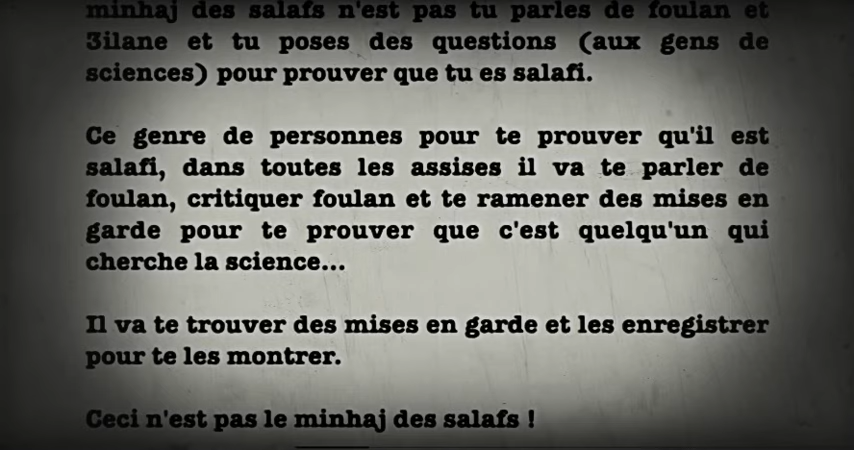 minhaj des salafs n'est pas tu parles de foulan et
3ilane et tu poses des questions (aux gens de
sciences) pour prouver que tu es salafi.
Ce genre de personnes pour te prouver qu'il est
salafi, dans toutes les assises il va te parler de
foulan, critiquer foulan et te ramener des mises en
garde pour te prouver que c'est quelqu'un qui
cherche la science...
Il va te trouver des mises en garde et les enregistrer
pour te les montrer.
Ceci n'est pas le minhaj des salafs !